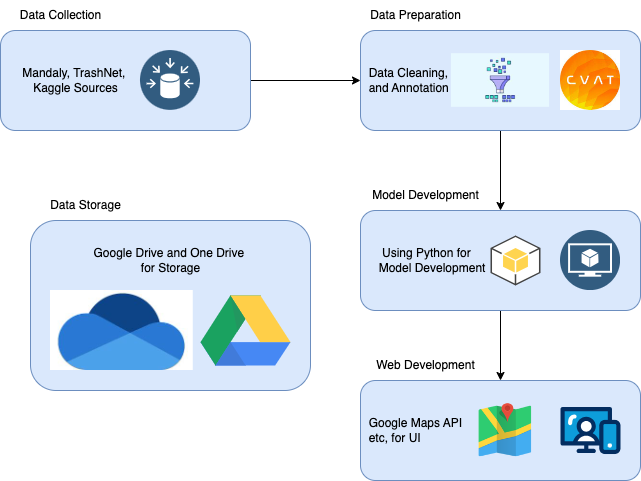 Data Collection
Mandaly, TrashNet,
Kaggle Sources
Data Preparation
Data Cleaning,
and Annotation
CVAT
Data Storage
Google Drive and One Drive
for Storage
Model Development
Using Python for
Model Development
Web Development
Google Maps API
etc, for UI